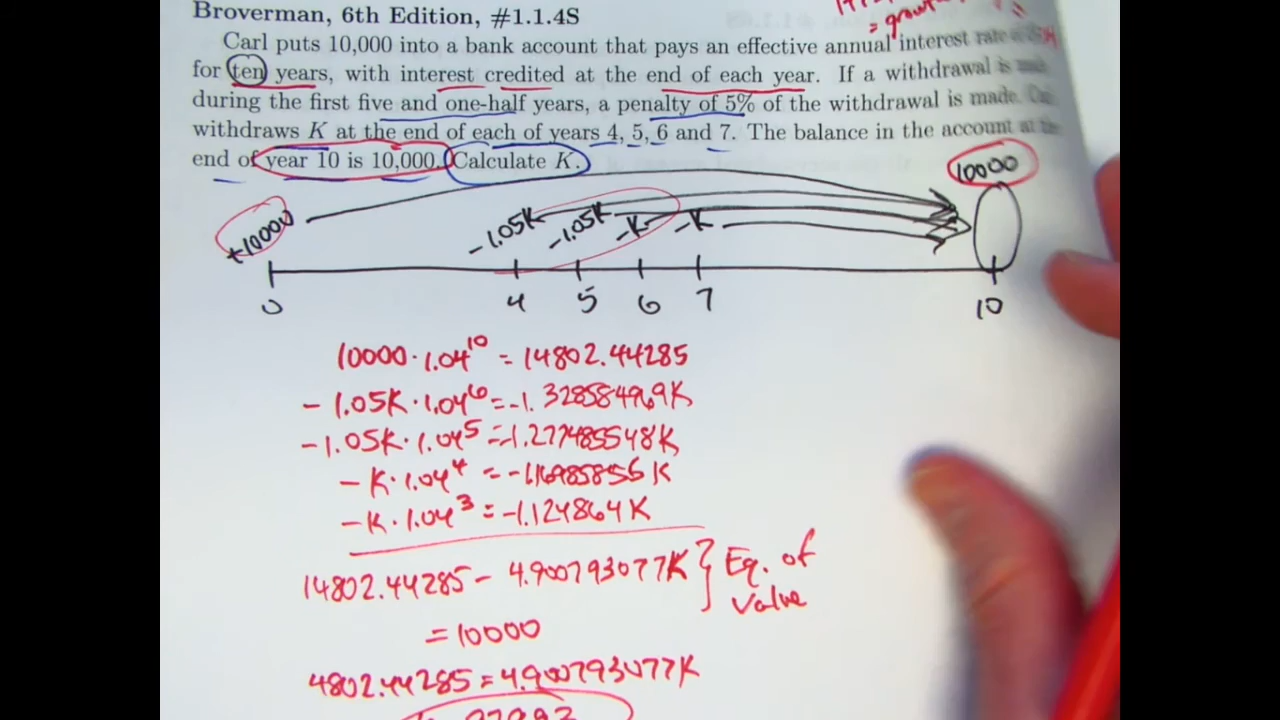 Broverman, 6th Edition, #1.1.4S
= growth
Carl puts 10,000 into a bank account that pays an effective annual interest rate
for ten years, with interest credited at the end of each year. If a withdrawal is
during the first five and one-half years, a penalty of 5% of the withdrawal is made.
withdraws K at the end of each of years 4, 5, 6 and 7. The balance in the account at the
end of year 10 is 10,000. Calculate K.
10000
+10000 -1.05K -1.05K -K -K
0 4 5 6 7 10
10000 · 1.04^10 = 14802.44285
- 1.05K · 1.04^6 = -1.328584969K
- 1.05K · 1.04^5 = -1.277485548K
- K · 1.04^4 = -1.16985856K
- K · 1.04^3 = -1.124864K
14802.44285 - 4.900793077K } Eq. of
Value
= 10000
4802.44285 = 4.900793077K